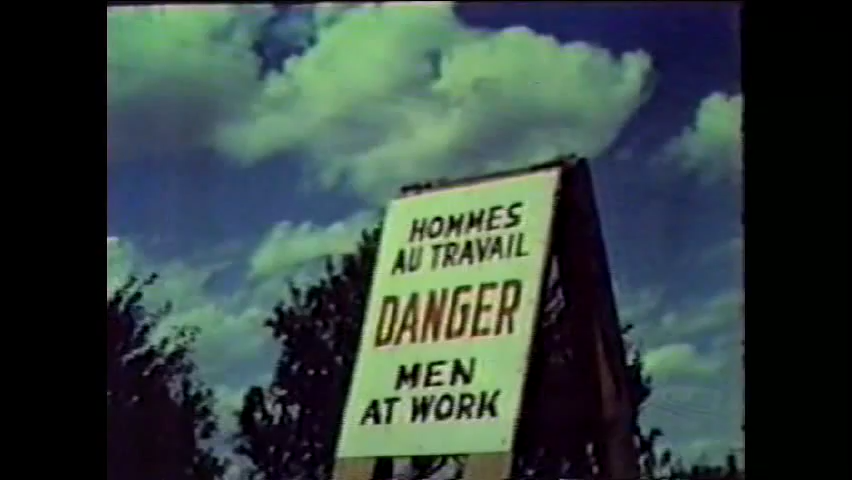 HOMMES
AU TRAVAIL
DANGER
MEN
AT WORK